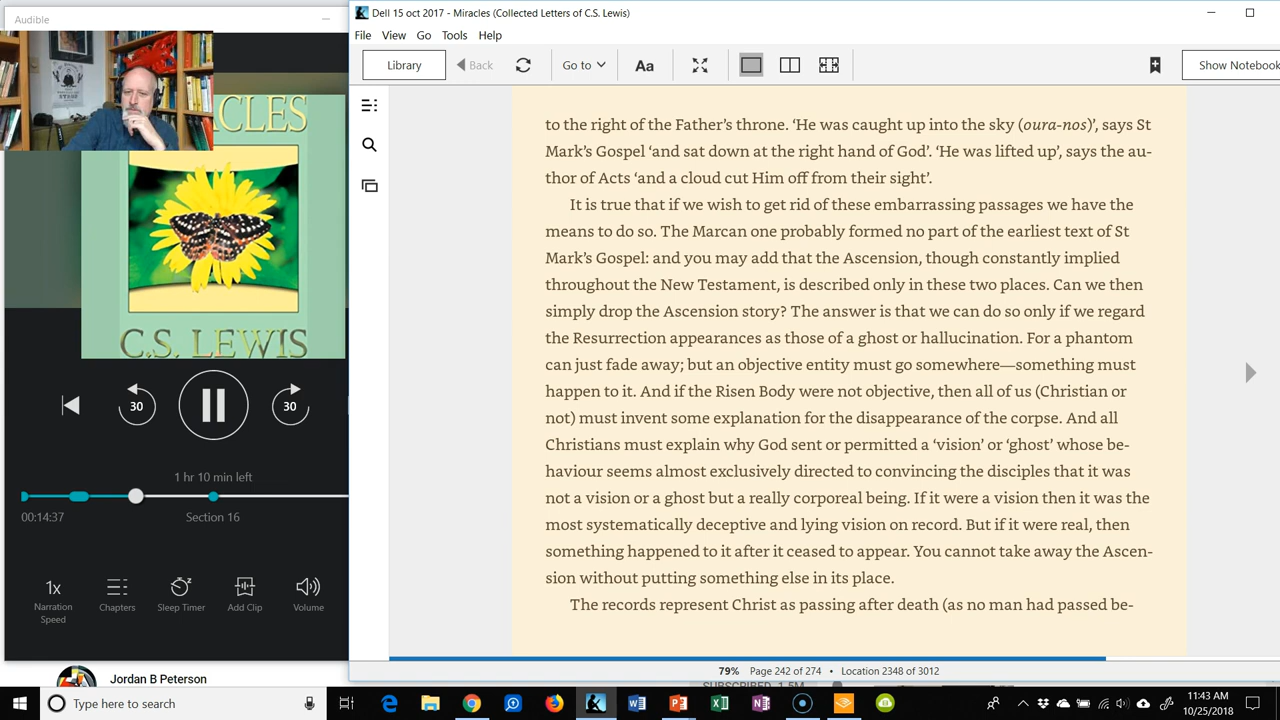 Audible
Dell 15 oct 2017 - Miracles (Collected Letters of C.S. Lewis)
File View Go Tools Help
Library
Back
Go to
Aa
Show Notebook
ACLES
C.S. LEWIS
30
30
1 hr 10 min left
00:14:37
Section 16
1x
Narration Speed
Chapters
Sleep Timer
Add Clip
Volume
Jordan B Peterson
to the right of the Father’s throne. ‘He was caught up into the sky (oura-nos)’, says St
Mark’s Gospel ‘and sat down at the right hand of God’. ‘He was lifted up’, says the au-
thor of Acts ‘and a cloud cut Him off from their sight’.
It is true that if we wish to get rid of these embarrassing passages we have the
means to do so. The Marcan one probably formed no part of the earliest text of St
Mark’s Gospel: and you may add that the Ascension, though constantly implied
throughout the New Testament, is described only in these two places. Can we then
simply drop the Ascension story? The answer is that we can do so only if we regard
the Resurrection appearances as those of a ghost or hallucination. For a phantom
can just fade away; but an objective entity must go somewhere—something must
happen to it. And if the Risen Body were not objective, then all of us (Christian or
not) must invent some explanation for the disappearance of the corpse. And all
Christians must explain why God sent or permitted a ‘vision’ or ‘ghost’ whose be-
haviour seems almost exclusively directed to convincing the disciples that it was
not a vision or a ghost but a really corporeal being. If it were a vision then it was the
most systematically deceptive and lying vision on record. But if it were real, then
something happened to it after it ceased to appear. You cannot take away the Ascen-
sion without putting something else in its place.
The records represent Christ as passing after death (as no man had passed be-
79% Page 242 of 274 • Location 2348 of 3012
SUBSCRIBED 1.5M
Type here to search
11:43 AM
10/25/2018